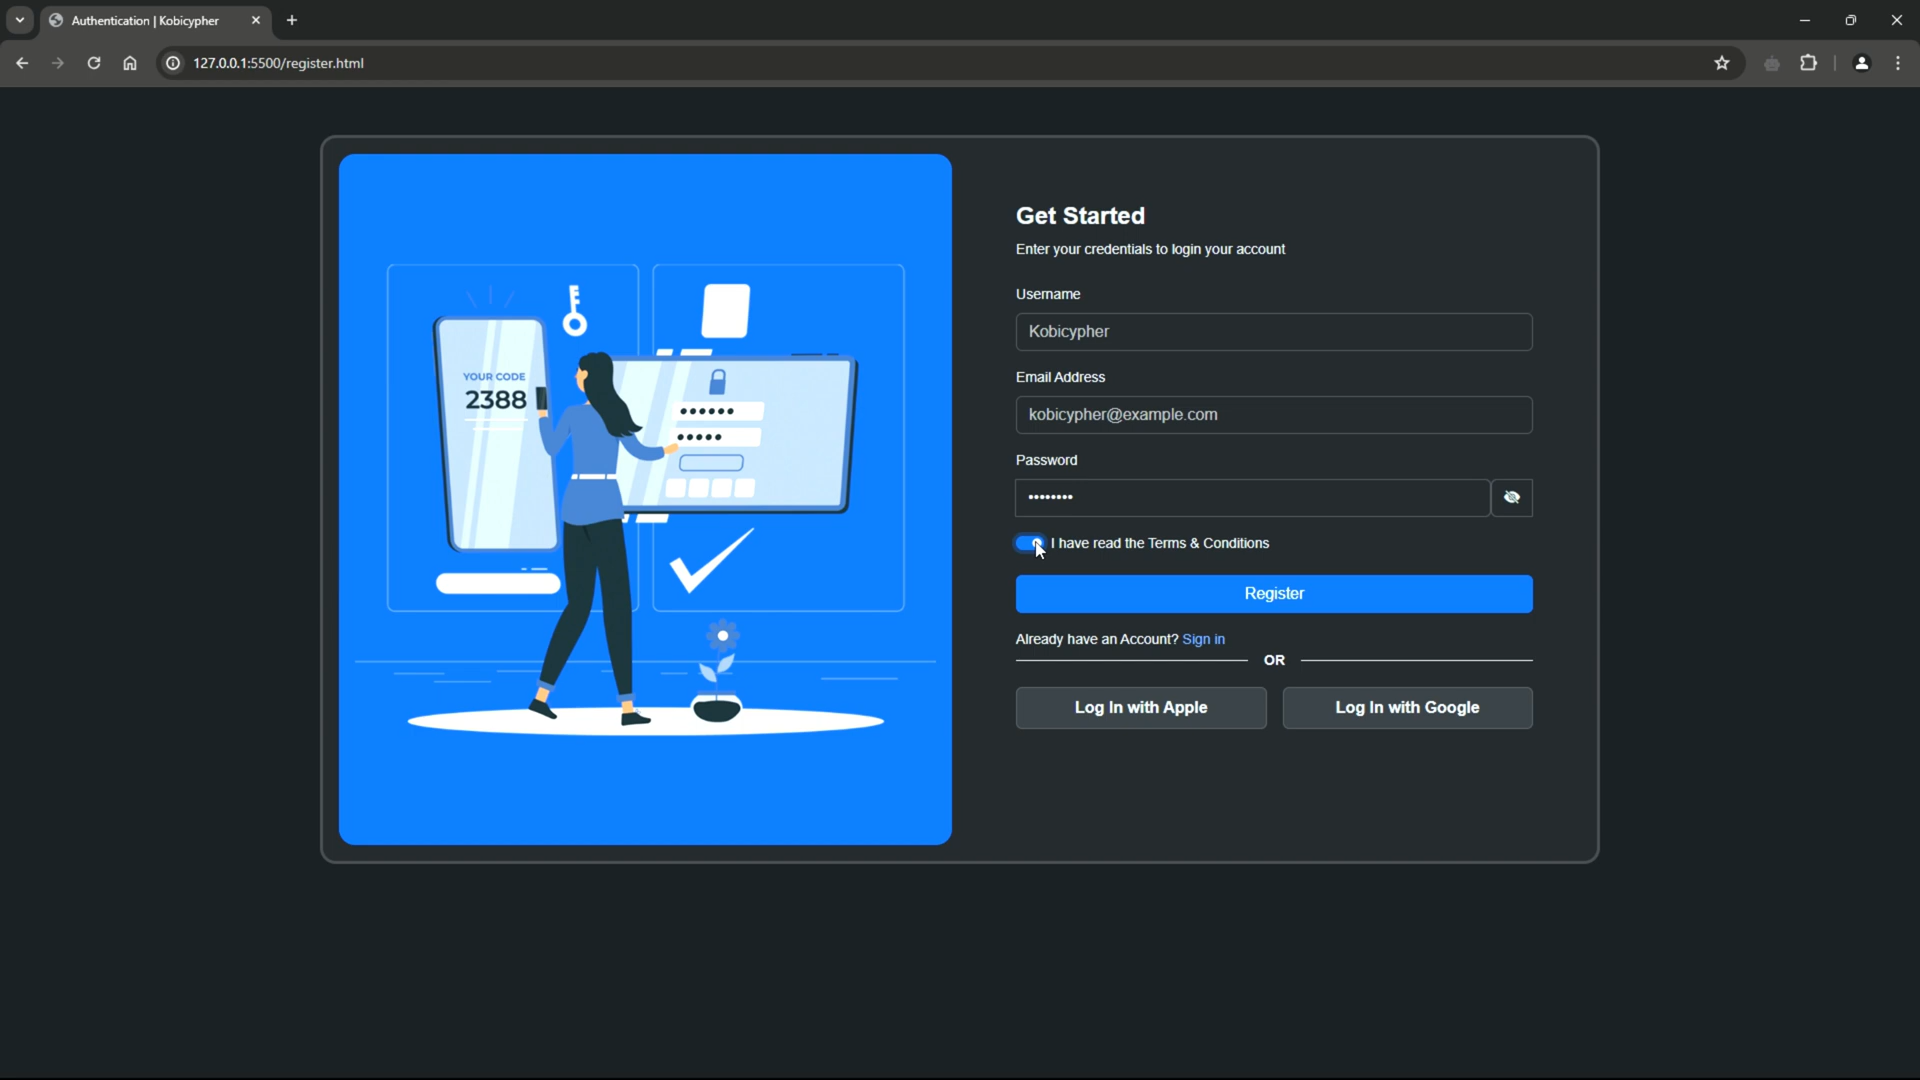 Authentication | Kobicypher
127.0.0.1:5500/register.html
YOUR CODE
2388
Get Started
Enter your credentials to login your account
Username
Kobicypher
Email Address
kobicypher@example.com
Password
••••••••
I have read the Terms & Conditions
Register
Already have an Account? Sign in
OR
Log In with Apple
Log In with Google